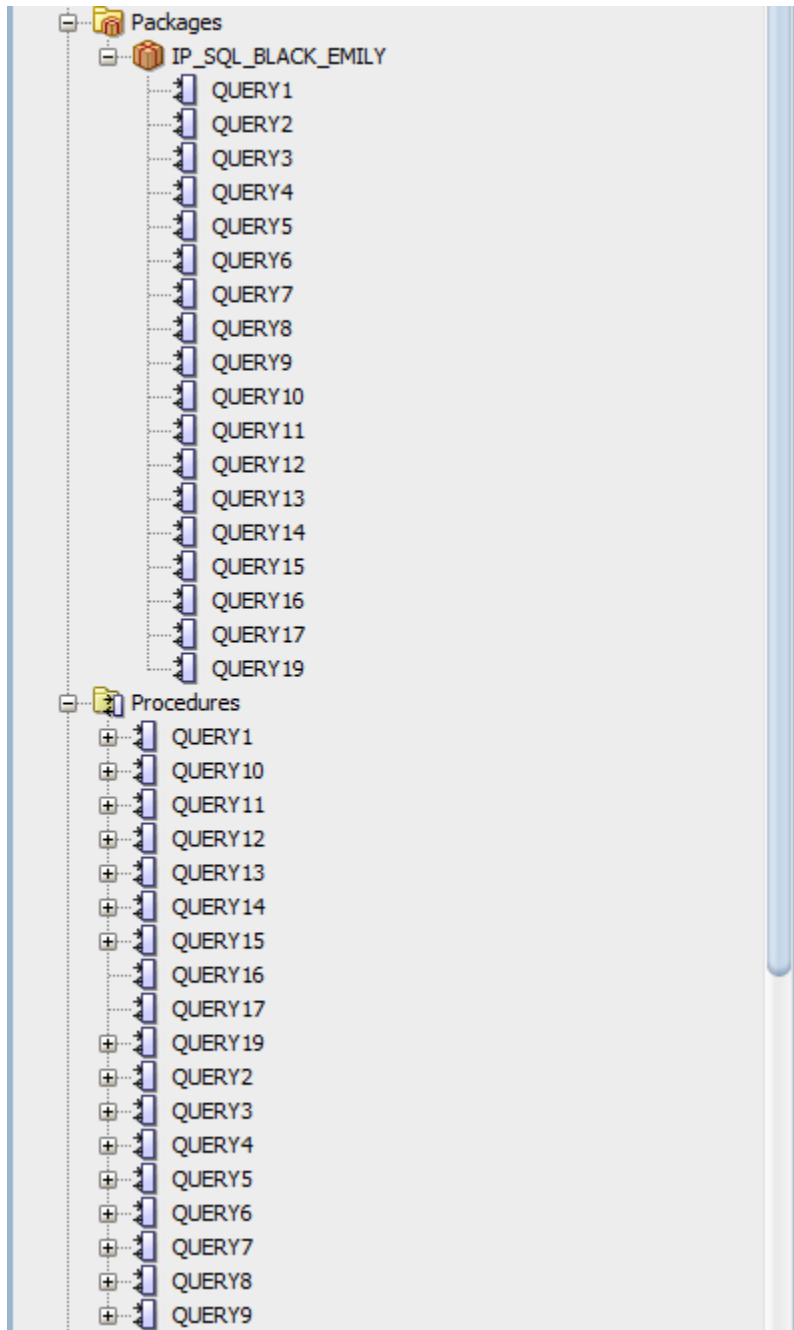 Packages
IP_SQL_BLACK_EMILY
QUERY1
QUERY2
QUERY3
QUERY4
QUERY5
QUERY6
QUERY7
QUERY8
QUERY9
QUERY10
QUERY11
QUERY12
QUERY13
QUERY14
QUERY15
QUERY16
QUERY17
QUERY19
Procedures
QUERY1
QUERY10
QUERY11
QUERY12
QUERY13
QUERY14
QUERY15
QUERY16
QUERY17
QUERY19
QUERY2
QUERY3
QUERY4
QUERY5
QUERY6
QUERY7
QUERY8
QUERY9